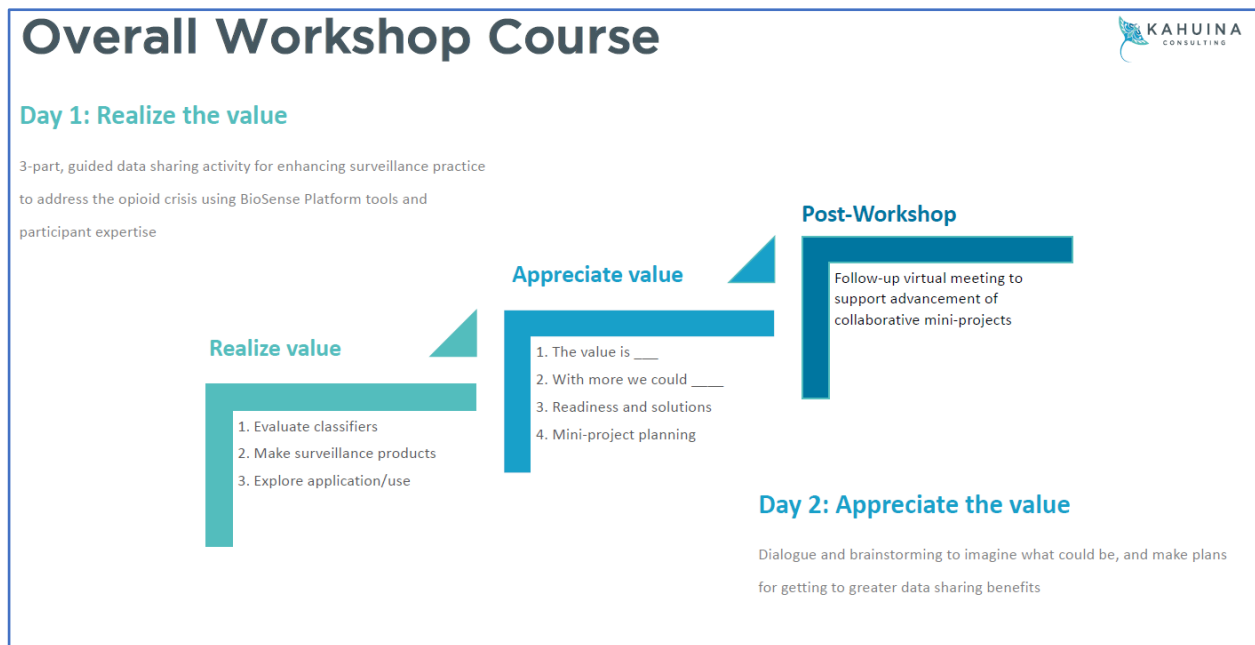 Overall Workshop Course
KAHUINA
CONSULTING
Day 1: Realize the value
3-part, guided data sharing activity for enhancing surveillance practice
to address the opioid crisis using BioSense Platform tools and
participant expertise
Realize value
1. Evaluate classifiers
2. Make surveillance products
3. Explore application/use
Appreciate value
1. The value is ___
2. With more we could ____
3. Readiness and solutions
4. Mini-project planning
Post-Workshop
Follow-up virtual meeting to
support advancement of
collaborative mini-projects
Day 2: Appreciate the value
Dialogue and brainstorming to imagine what could be, and make plans
for getting to greater data sharing benefits